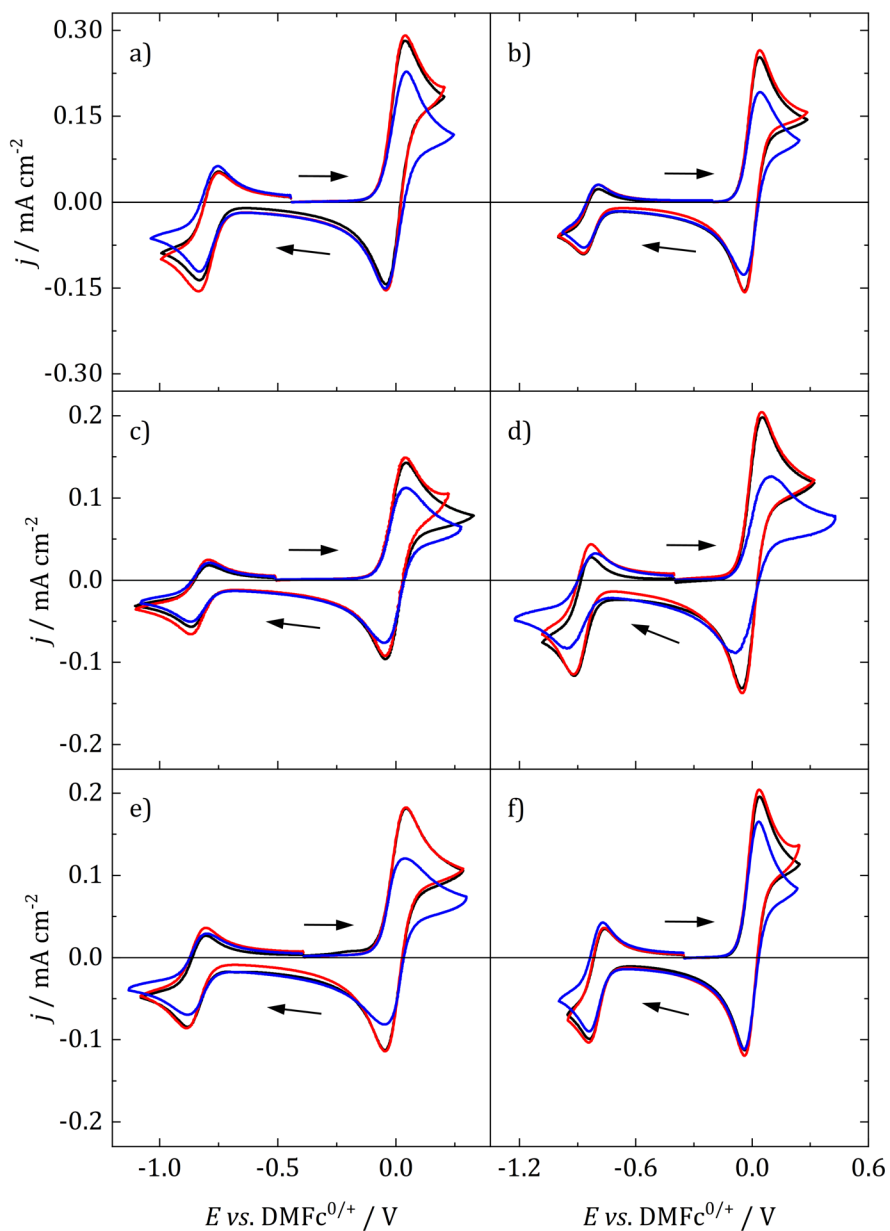 a)
b)
0.30
0.15
0.00
-0.15
-0.30
j / mA cm⁻²
c)
d)
0.2
0.1
0.0
-0.1
-0.2
j / mA cm⁻²
e)
f)
0.2
0.1
0.0
-0.1
-0.2
j / mA cm⁻²
-1.0 -0.5 0.0
-1.2 -0.6 0.0 0.6
E vs. DMFc⁰/⁺ / V
E vs. DMFc⁰/⁺ / V